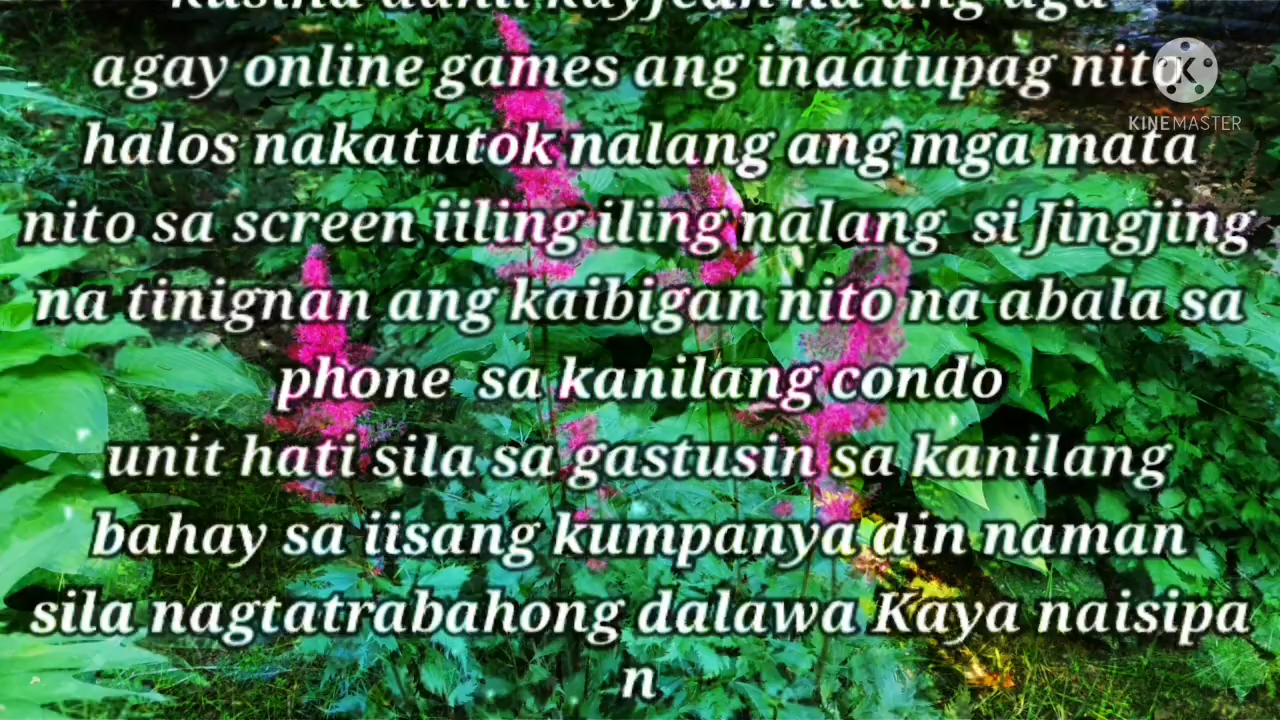 agay online games ang inaatupag nito
halos nakatutok nalang ang mga mata
nito sa screen iiling iling nalang si Jingjing
na tinignan ang kaibigan nito na abala sa
phone sa kanilang condo
unit hati sila sa gastusin sa kanilang
bahay sa iisang kumpanya din naman
sila nagtatrabahong dalawa Kaya naisipa
n
KINEMASTER